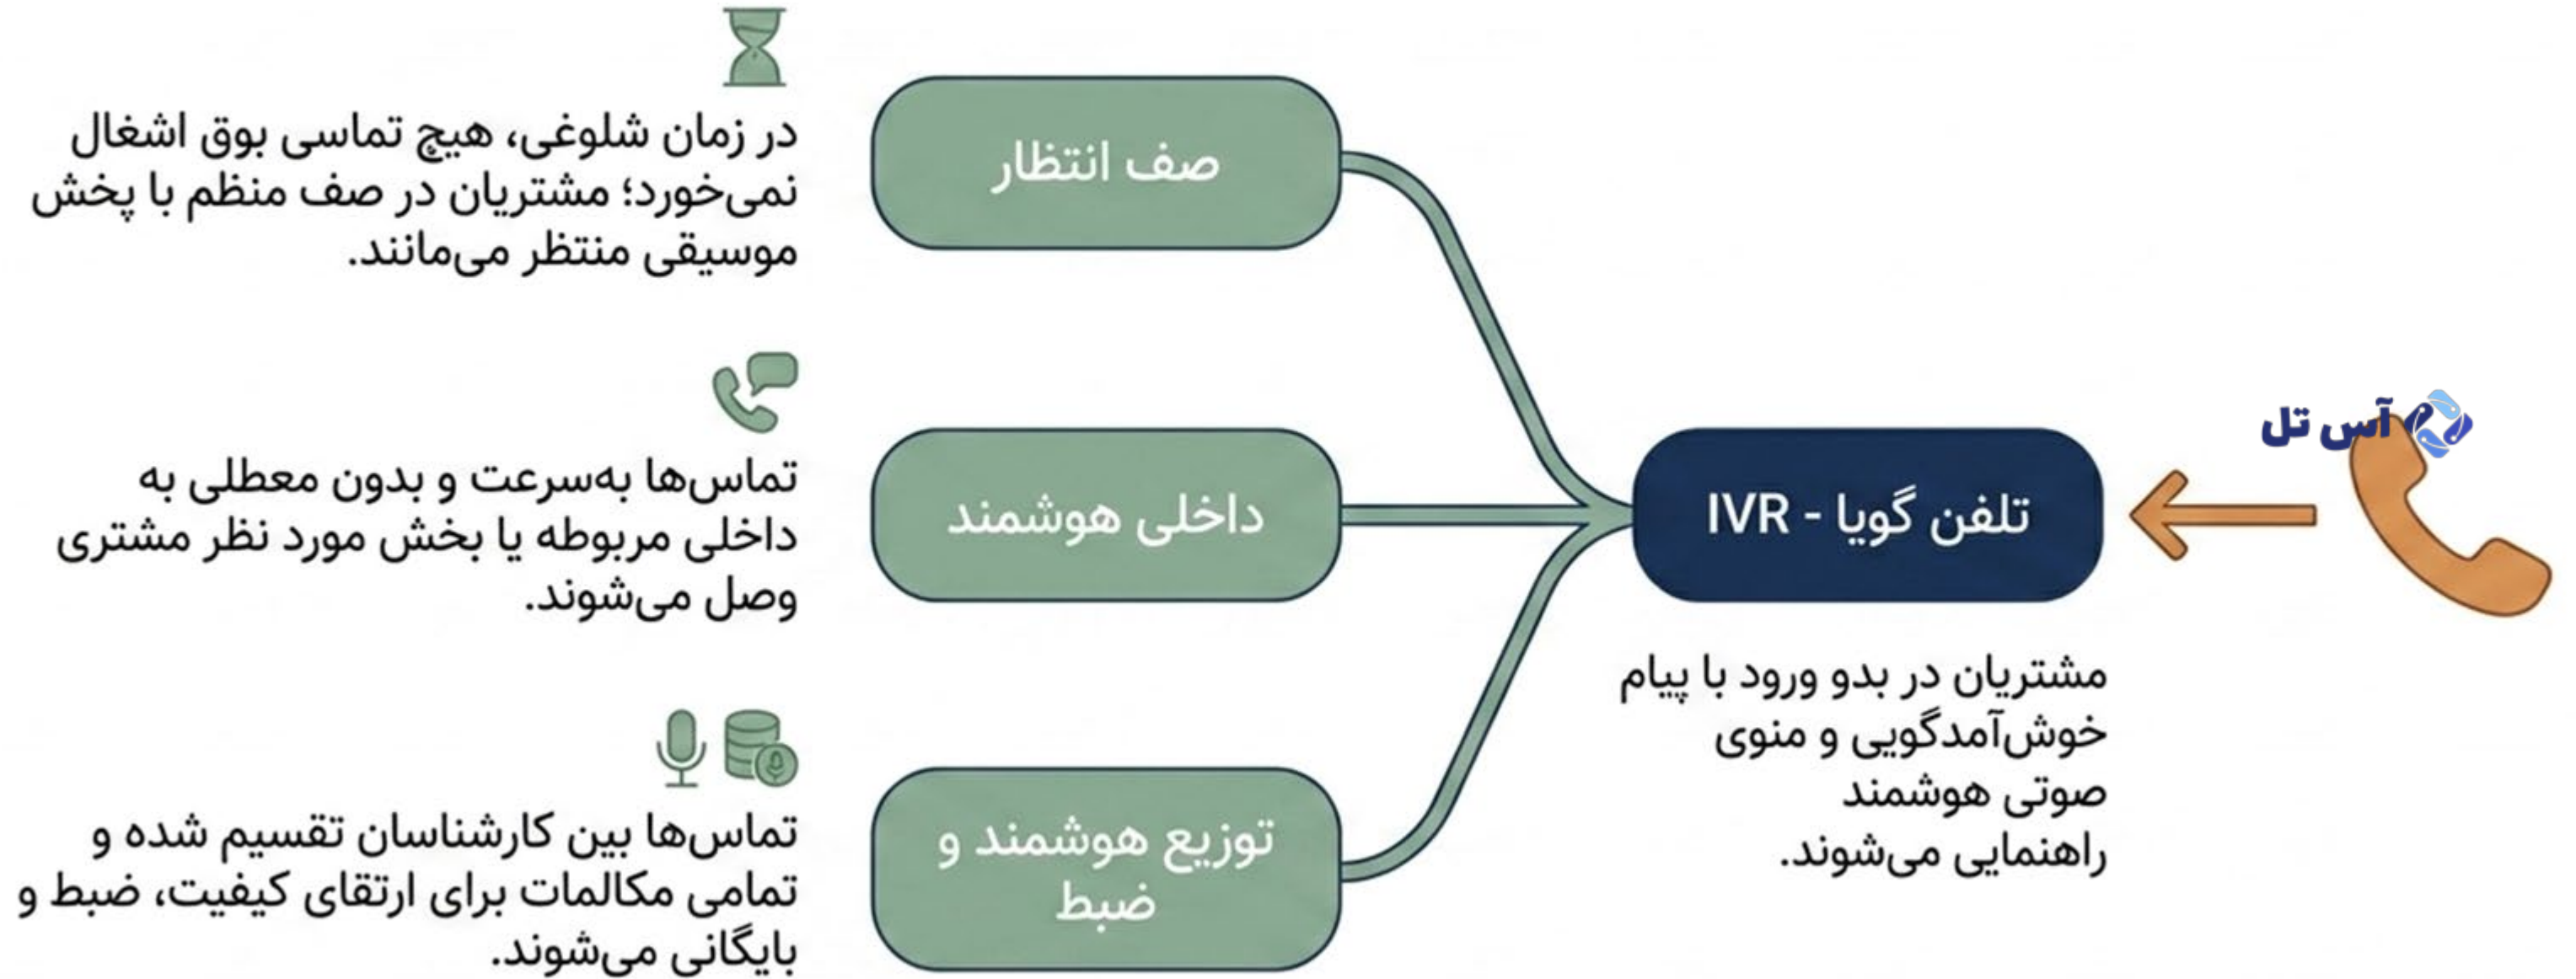 آس تل
تلفن گویا - IVR
مشتریان در بدو ورود با پیام
خوش‌آمدگویی و منوی
صوتی هوشمند
راهنمایی می‌شوند.
صف انتظار
در زمان شلوغی، هیچ تماسی بوق اشغال
نمی‌خورد؛ مشتریان در صف منظم با پخش
موسیقی منتظر می‌مانند.
داخلی هوشمند
تماس‌ها به‌سرعت و بدون معطلی به
داخلی مربوطه یا بخش مورد نظر مشتری
وصل می‌شوند.
توزیع هوشمند و
ضبط
تماس‌ها بین کارشناسان تقسیم شده و
تمامی مکالمات برای ارتقای کیفیت، ضبط و
بایگانی می‌شوند.